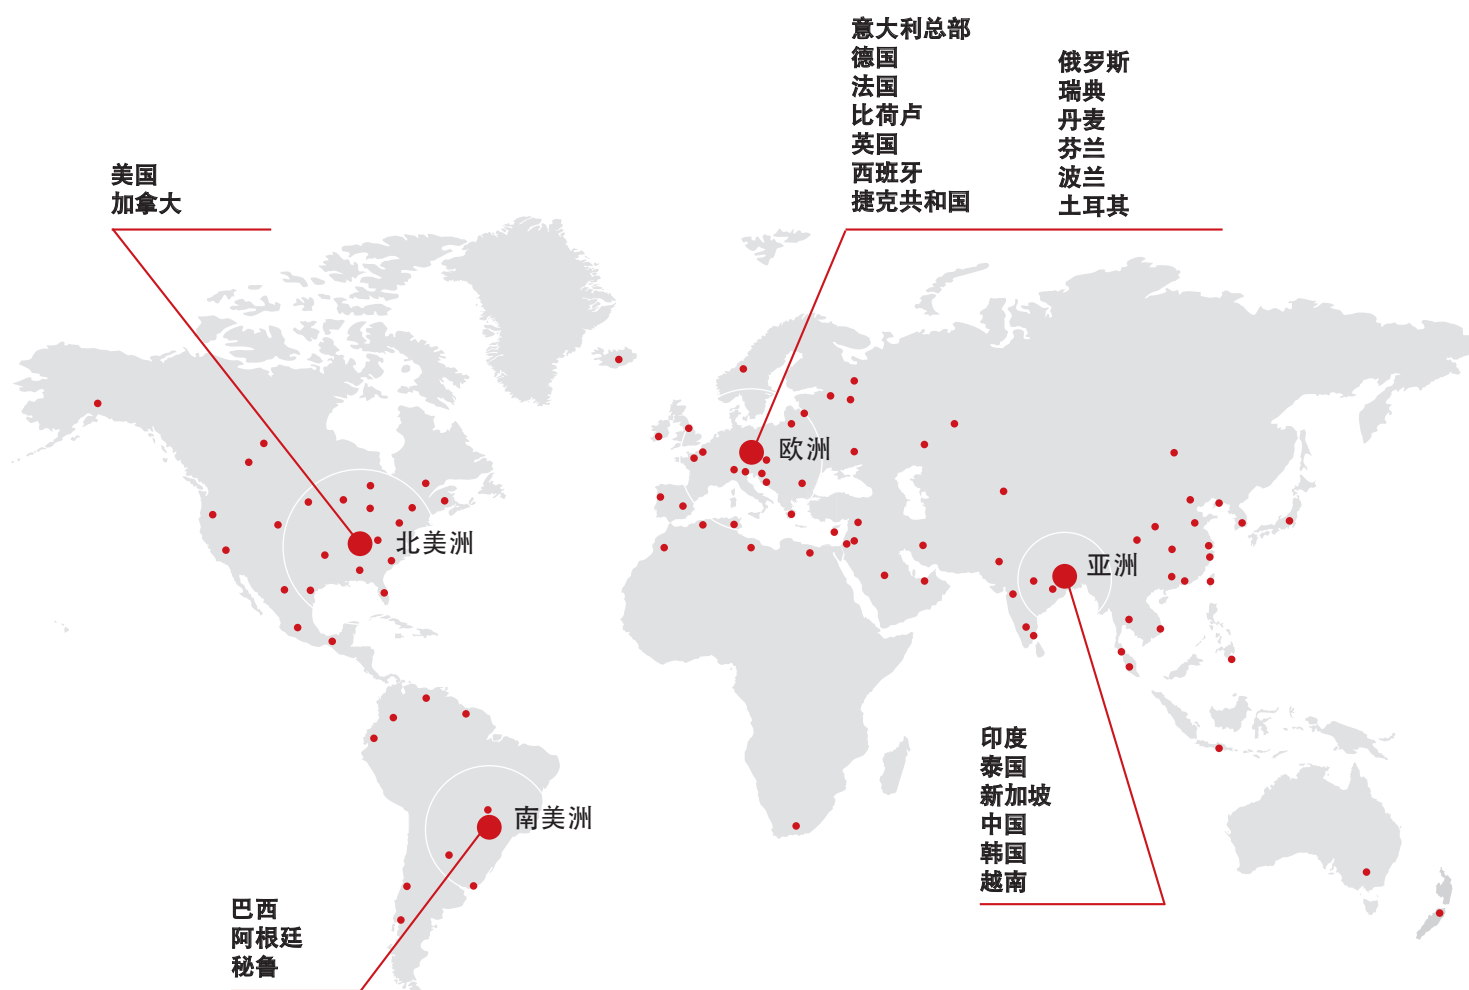 意大利总部
德国
法国
比荷卢
英国
西班牙
捷克共和国
俄罗斯
瑞典
丹麦
芬兰
波兰
土耳其
美国
加拿大
欧洲
北美洲
亚洲
南美洲
印度
泰国
新加坡
中国
韩国
越南
巴西
阿根廷
秘鲁